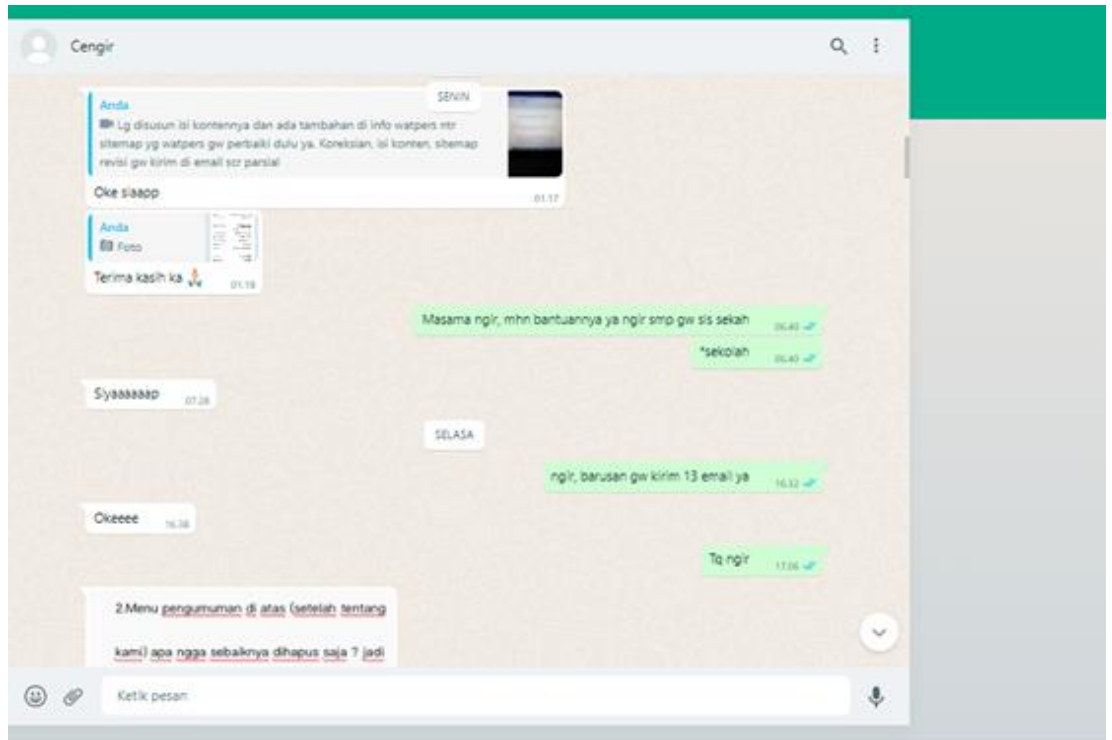 Cengir
SENIN
Anda
Lg disusun isi kontennya dan ada tambahan di info watpers ntr
sitemap yg watpers gw perbaiki dulu ya. Koreksian, isi konten, sitemap
revisi gw kirim di email scr parsial
Oke siaapp
01.17
Anda
Foto
Terima kasih ka 🙏
01.18
Masama ngir, mhn bantuannya ya ngir smp gw sls sekah
06.40
*sekolah
06.40
Siyaaaaaap
07.28
SELASA
ngir, barusan gw kirim 13 email ya
16.32
Okeeee
16.38
Tq ngir
17.06
2.Menu pengumuman di atas (setelah tentang
kami) apa ngga sebaiknya dihapus saja ? jadi
Ketik pesan